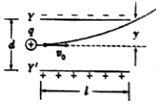 Y
q
d
y
v₀
Y'
+ + + + + +
l